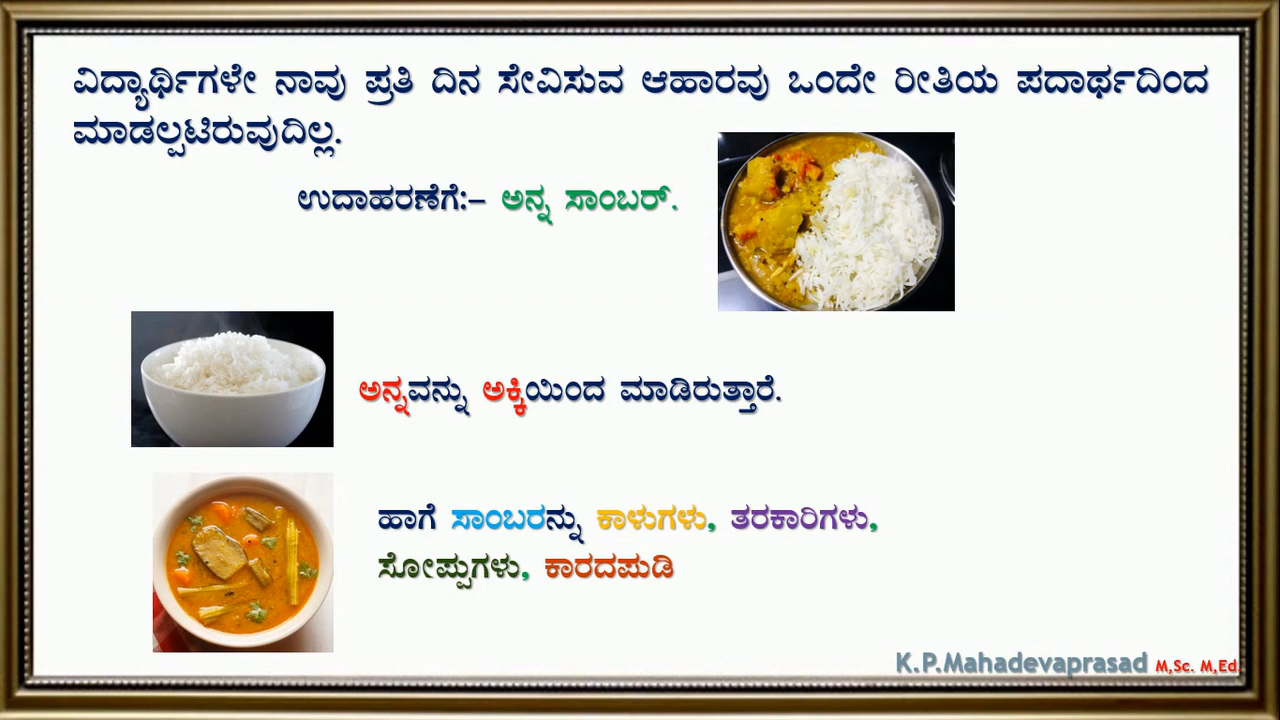 ವಿದ್ಯಾರ್ಥಿಗಳೇ ನಾವು ಪ್ರತಿ ದಿನ ಸೇವಿಸುವ ಆಹಾರವು ಒಂದೇ ರೀತಿಯ ಪದಾರ್ಥದಿಂದ
ಮಾಡಲ್ಪಟಿರುವುದಿಲ್ಲ.
ಉದಾಹರಣೆಗೆ:– ಅನ್ನ ಸಾಂಬರ್.
ಅನ್ನವನ್ನು ಅಕ್ಕಿಯಿಂದ ಮಾಡಿರುತ್ತಾರೆ.
ಹಾಗೆ ಸಾಂಬರನ್ನು ಕಾಳುಗಳು, ತರಕಾರಿಗಳು,
ಸೋಪ್ಪುಗಳು, ಕಾರದಪುಡಿ
K.P.Mahadevaprasad M,Sc. M,Ed.